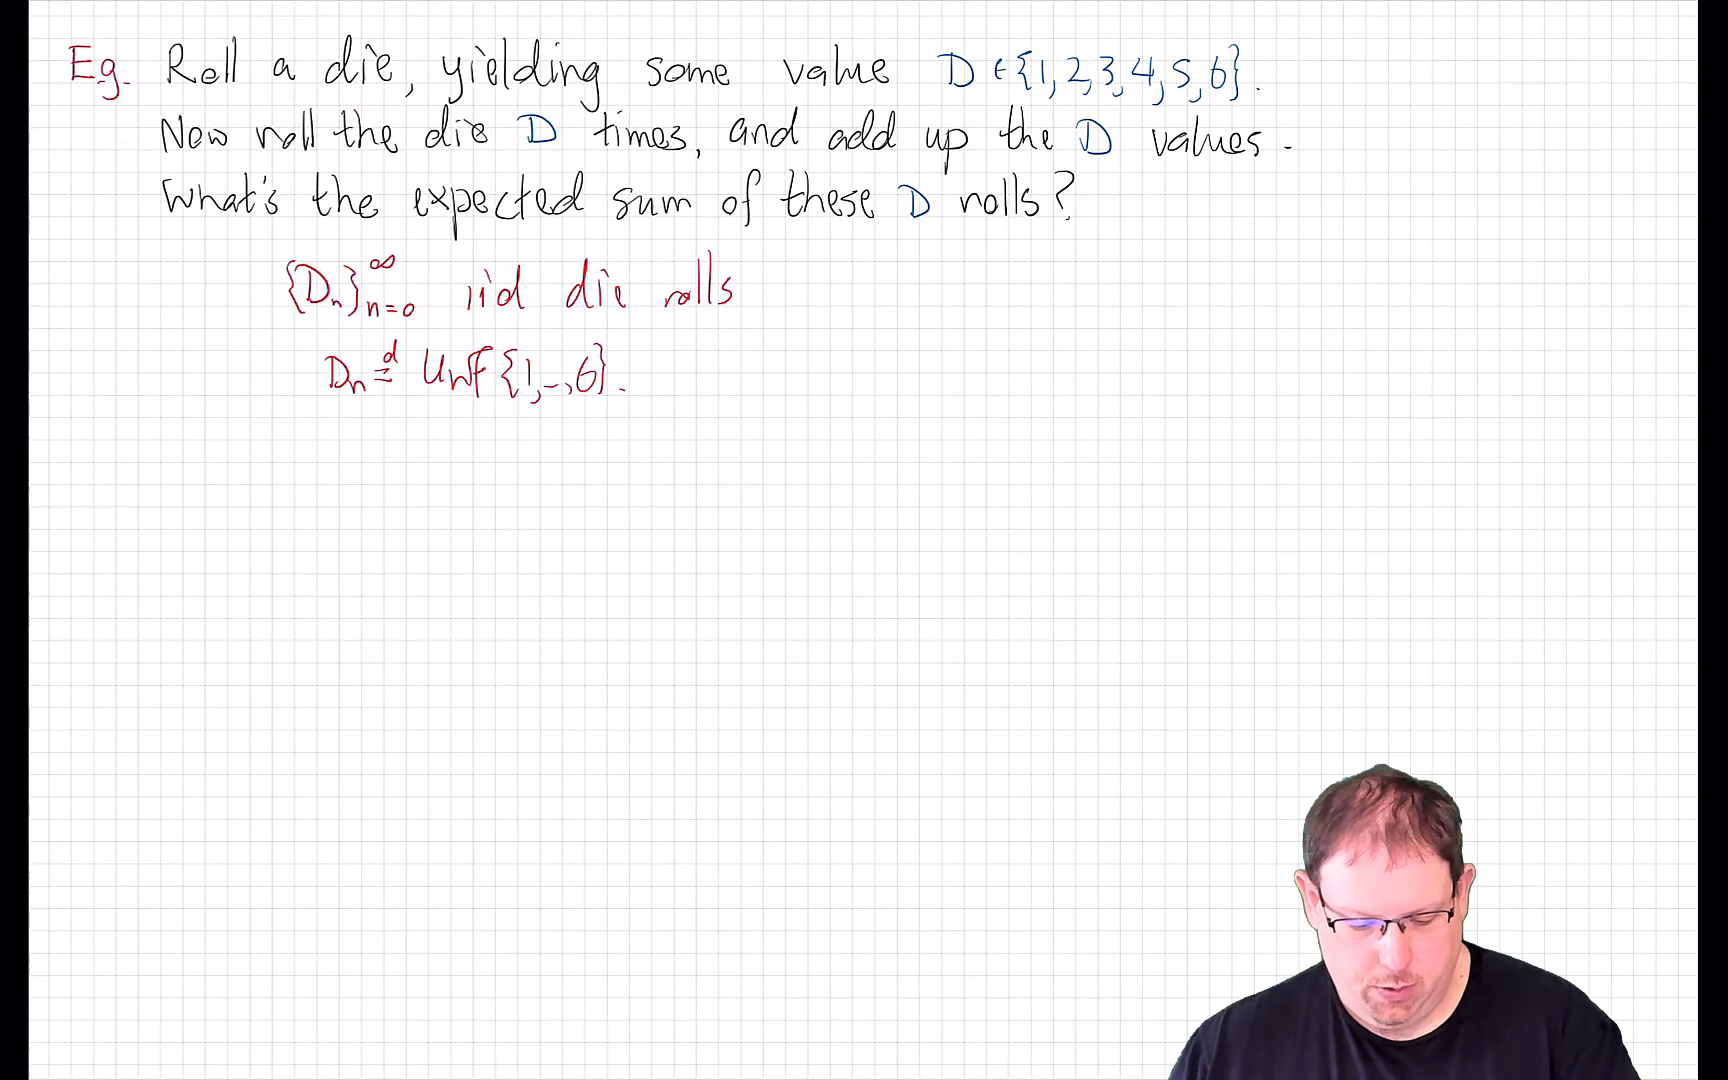 Eg. Roll a die, yielding some value D ∈ {1,2,3,4,5,6}.
Now roll the die D times, and add up the D values.
What's the expected sum of these D rolls?
{Dₙ}ₙ₌₀^∞ iid die rolls
Dₙ =ᵈ Unif {1,-,6}.